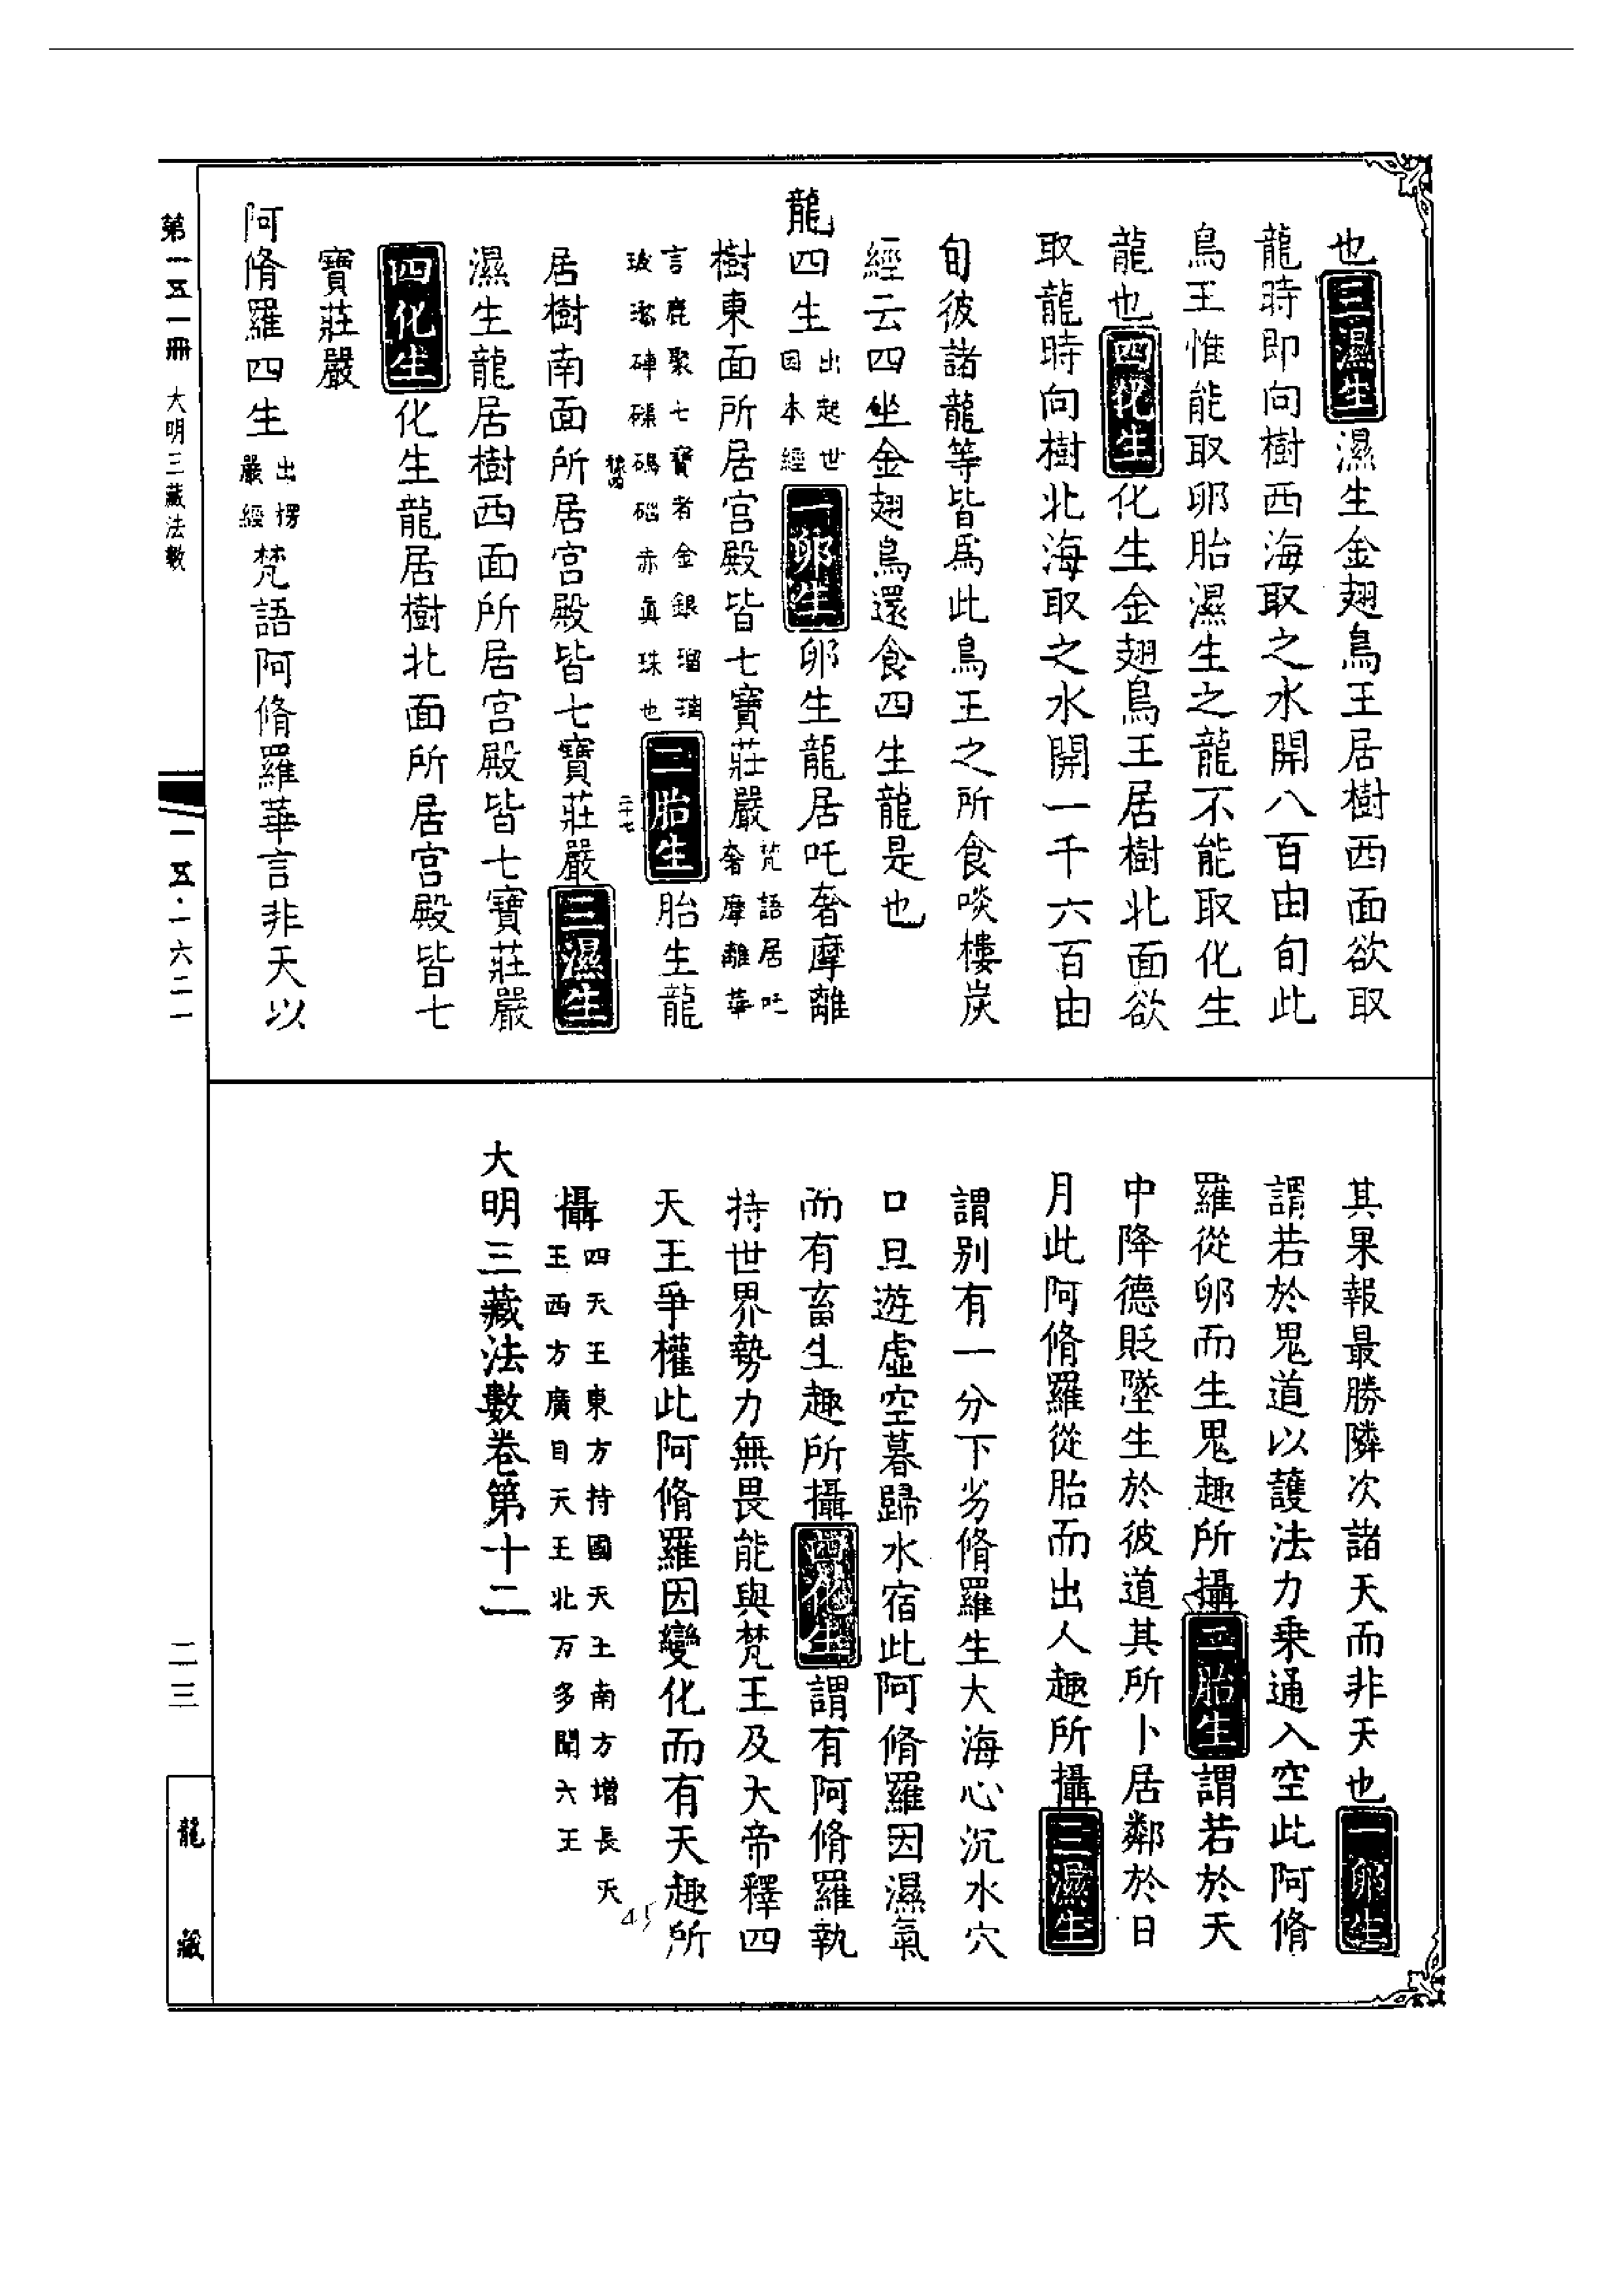 也三濕生濕生金翅鳥王居樹西面欲取
龍時即向樹西海取之水開八百由旬此
鳥王惟能取卵胎濕生之龍不能取化生
龍也四化生化生金翅鳥王居樹北面欲
取龍時向樹北海取之水開一千六百由
旬彼諸龍等皆爲此鳥王之所食啖樓炭
經云四坐金翅鳥還食四生龍是也
龍四生出起世因本經一卵生卵生龍居吒奢摩離
樹東面所居宮殿皆七寶莊嚴梵語居吒奢摩離華
言鹿聚七寶者金銀瑠璃玻瓈硨磲碼碯赤真珠也二胎生胎生龍
居樹南面所居宮殿皆七寶莊嚴三濕生
濕生龍居樹西面所居宮殿皆七寶莊嚴
四化生化生龍居樹北面所居宮殿皆七
寶莊嚴
阿脩羅四生出楞嚴經梵語阿脩羅華言非天以
其果報最勝隣次諸天而非天也一卵生
謂若於鬼道以護法力乘通入空此阿脩
羅從卵而生鬼趣所攝二胎生謂若於天
中降德貶墜生於彼道其所卜居鄰於日
月此阿脩羅從胎而出人趣所攝三濕生
謂別有一分下劣脩羅生大海心沉水穴
口旦遊虛空暮歸水宿此阿脩羅因濕氣
而有畜生趣所攝四化生謂有阿脩羅執
持世界勢力無畏能與梵王及大帝釋四
天王爭權此阿脩羅因變化而有天趣所
攝四天王東方持國天王南方增長天王西方廣目天王北方多聞天王
大明三藏法數卷第十二
第一五一冊 大明三藏法數
一五·一六二一
二三
龍藏
二十七